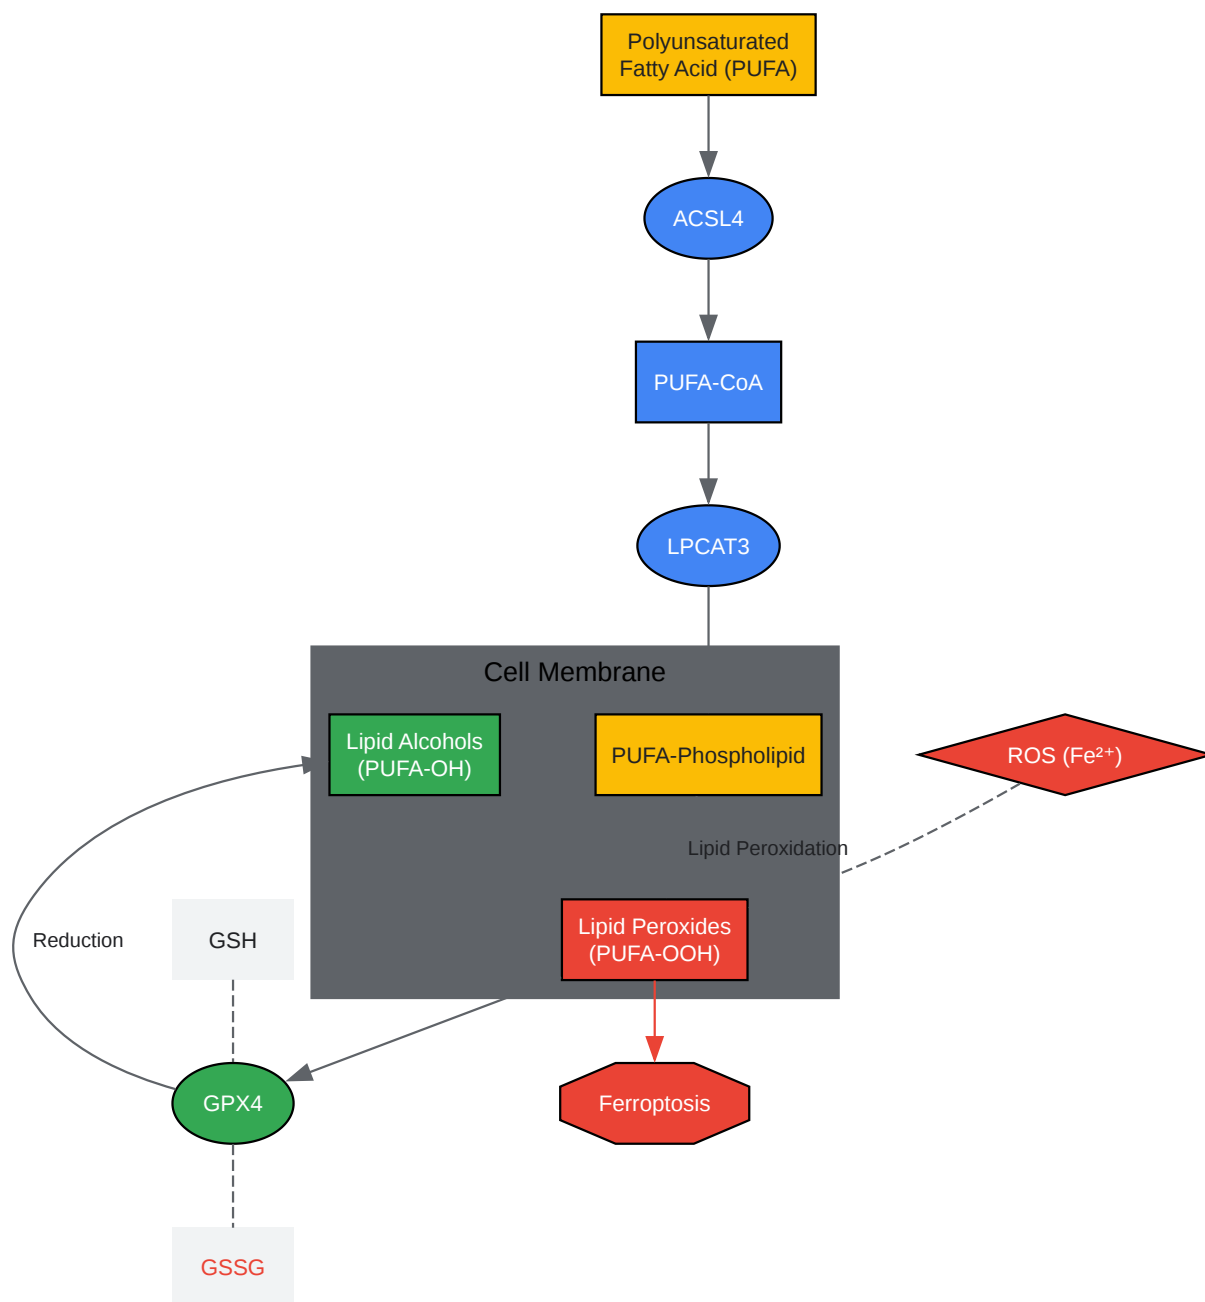 Polyunsaturated
Fatty Acid (PUFA)
ACSL4
PUFA-CoA
LPCAT3
Cell Membrane
Lipid Alcohols
(PUFA-OH)
PUFA-Phospholipid
ROS (Fe²⁺)
Lipid Peroxidation
Lipid Peroxides
(PUFA-OOH)
Reduction
GSH
GPX4
Ferroptosis
GSSG